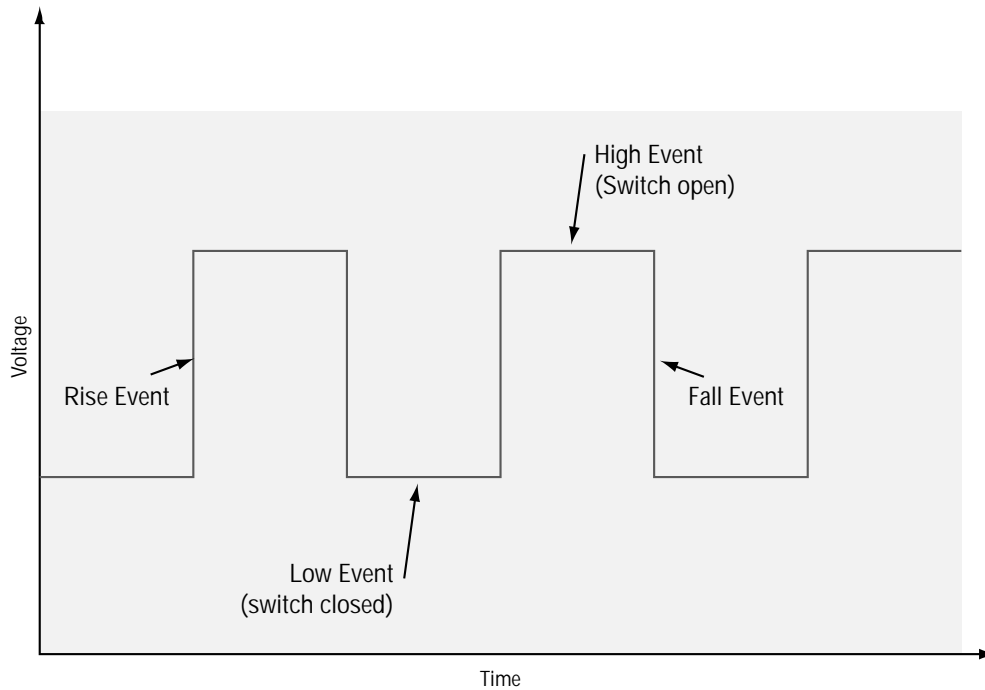 High Event
(Switch open)
Voltage
Rise Event
Fall Event
Low Event
(switch closed)
Time